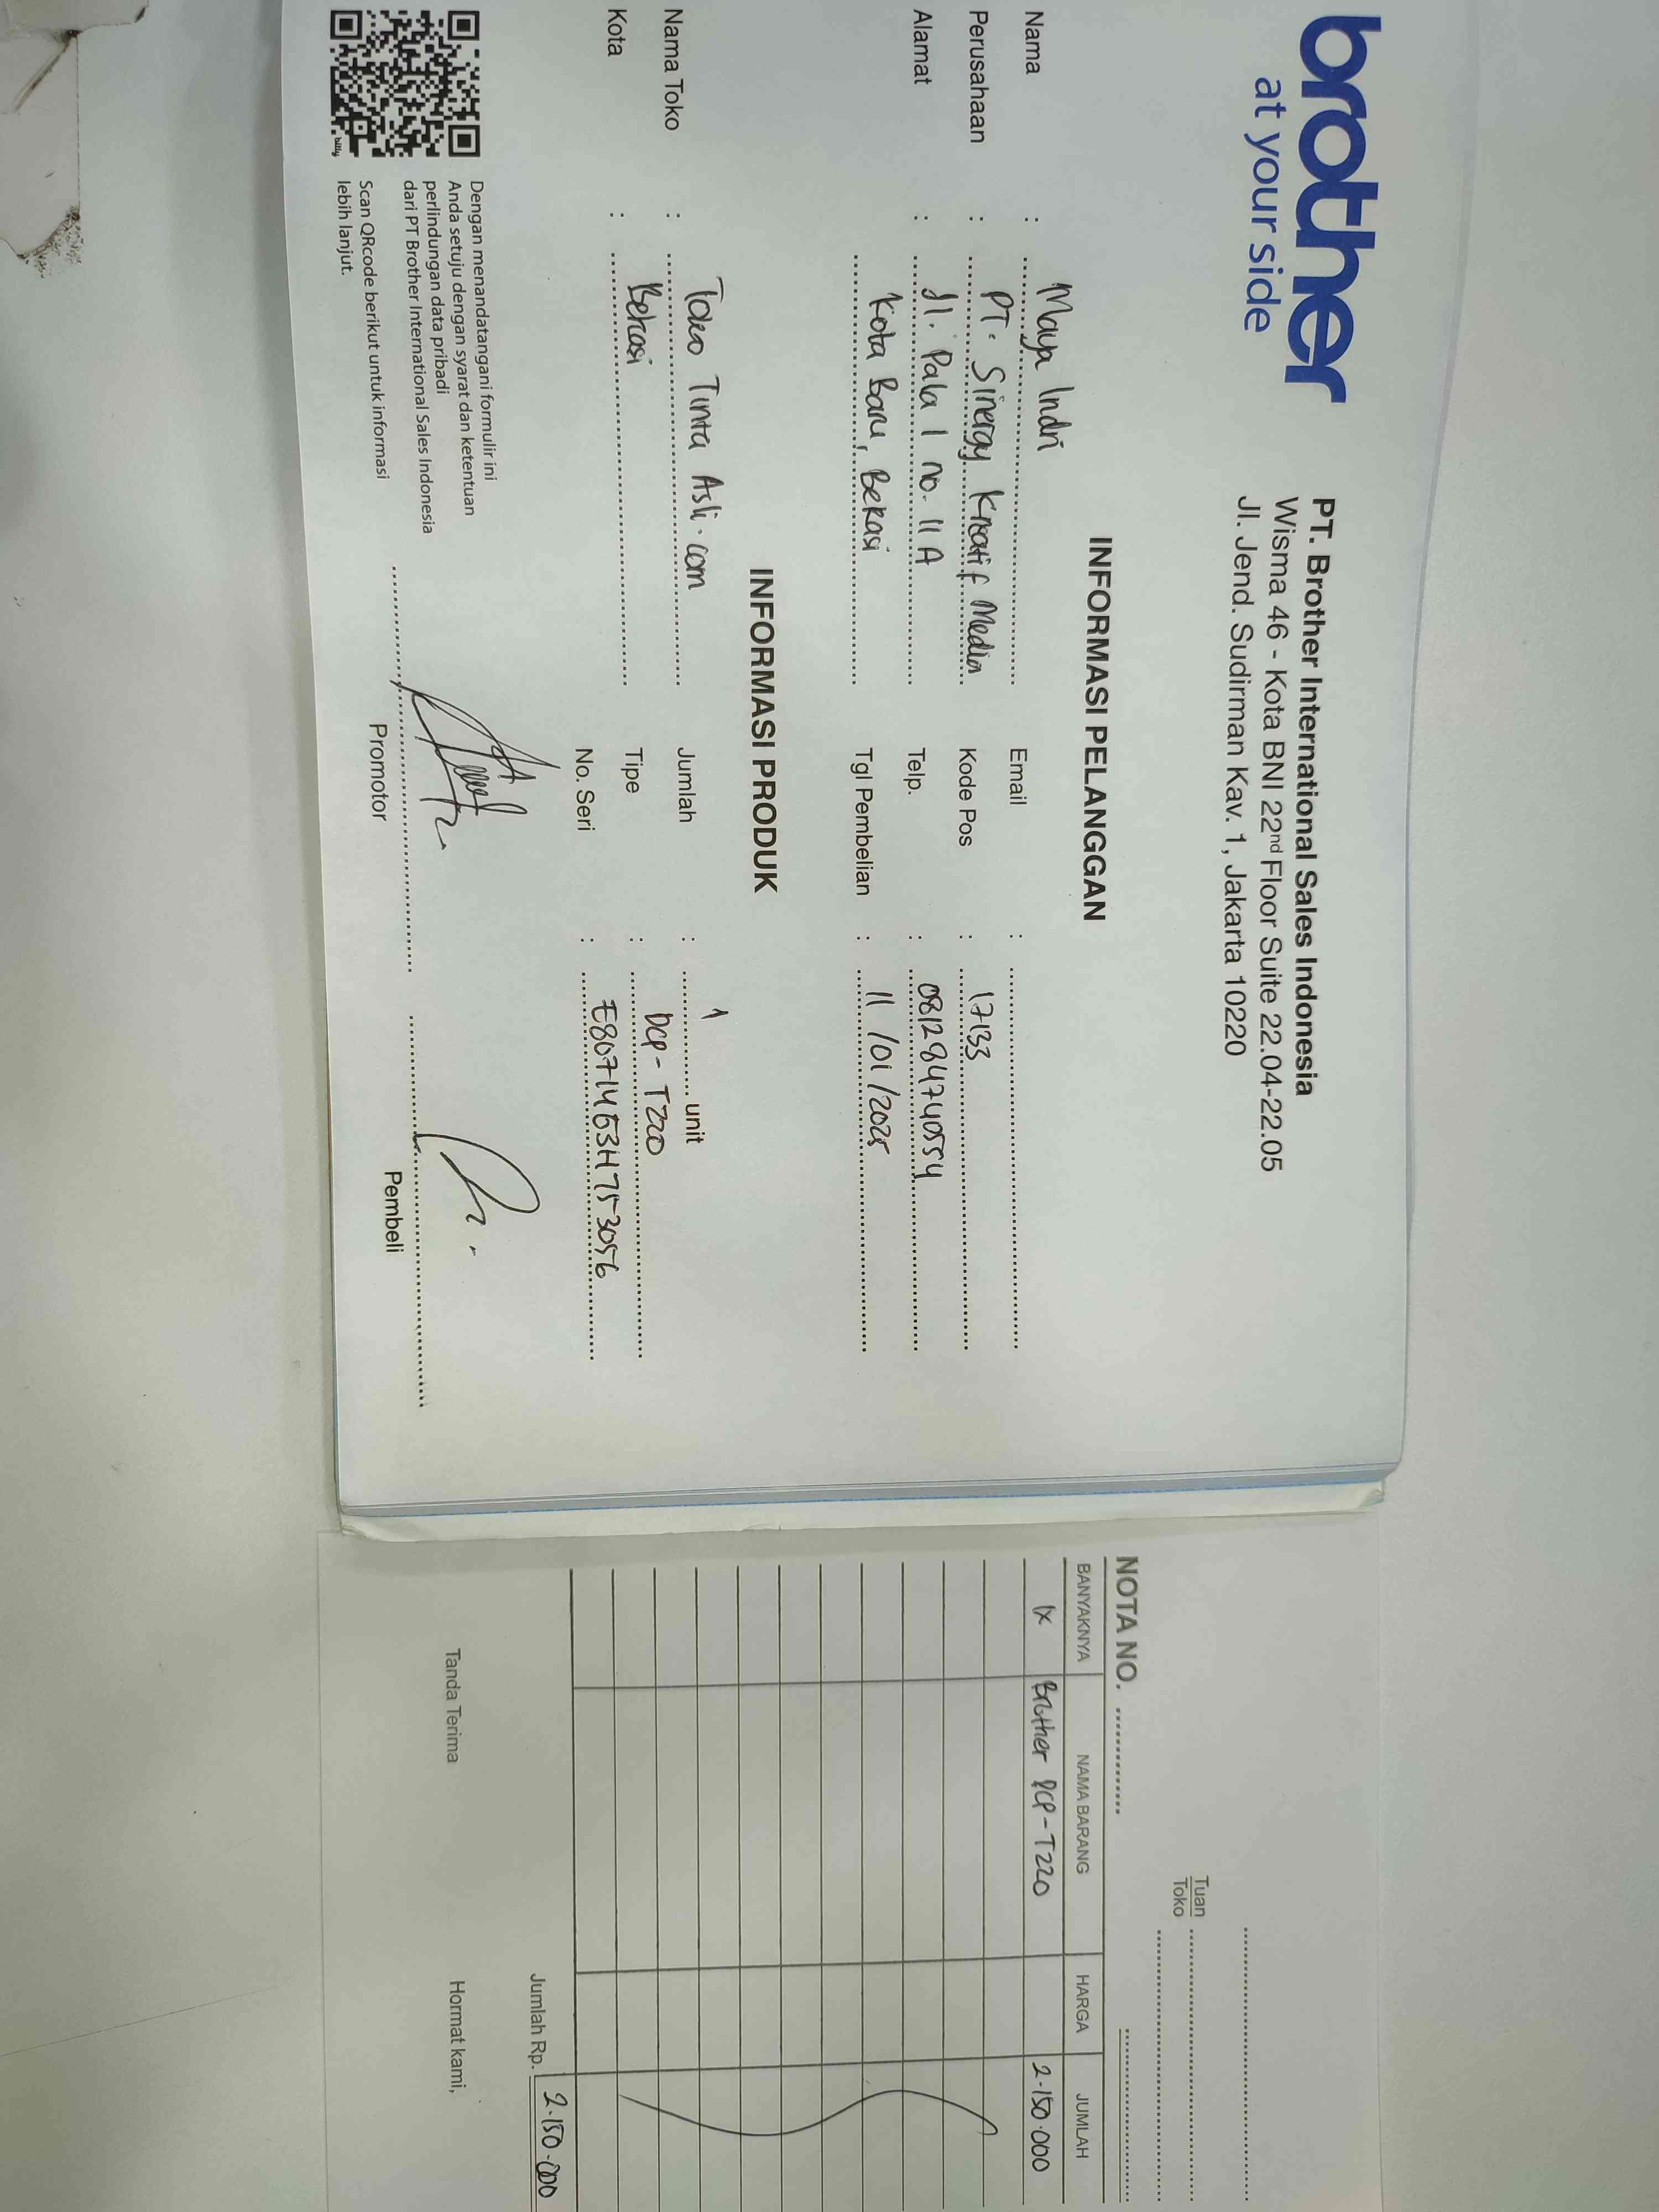 brother
at your side
PT. Brother International Sales Indonesia
Wisma 46 - Kota BNI 22nd Floor Suite 22.04-22.05
Jl. Jend. Sudirman Kav. 1, Jakarta 10220
INFORMASI PELANGGAN
Nama : Maya Indri
Perusahaan : PT. Sinergy Kreatif Media
Alamat : Jl. Pala 1 no. 11 A
Kota Baru, Bekasi
Email :
Kode Pos : 17133
Telp. : 081284740554
Tgl Pembelian : 11/01/2025
INFORMASI PRODUK
Nama Toko : Toko Tinta Asli.com
Kota : Bekasi
Jumlah : 1 unit
Tipe : DCP-T220
No. Seri : E80714E3H753056
Dengan menandatangani formulir ini
Anda setuju dengan syarat dan ketentuan
perlindungan data pribadi
dari PT Brother International Sales Indonesia
Scan QRcode berikut untuk informasi
lebih lanjut.
Promotor
Pembeli
Tuan
Toko
NOTA NO.
BANYAKNYA NAMA BARANG HARGA JUMLAH
1x Brother DCP-T220 2.150.000
Jumlah Rp. 2.150.000
Tanda Terima
Hormat kami,